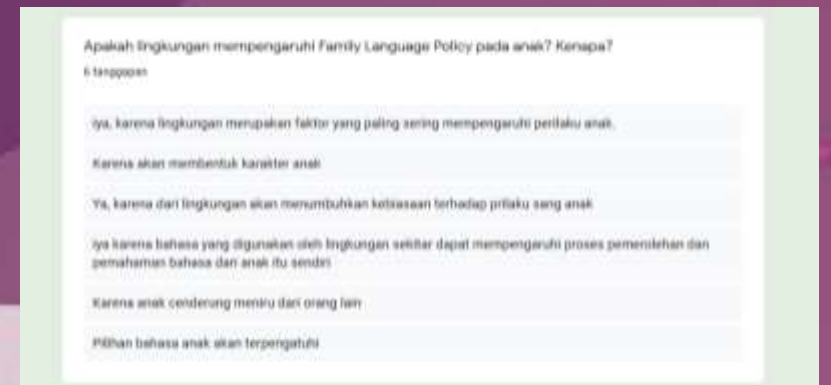 Apakah lingkungan mempengaruhi Family Language Policy pada anak? Kenapa?
6 tanggapan
iya, karena lingkungan merupakan faktor yang paling sering mempengaruhi perilaku anak.
Karena akan membentuk karakter anak
Ya, karena dari lingkungan akan menumbuhkan kebiasaan terhadap prilaku sang anak
iya karena bahasa yang digunakan oleh lingkungan sekitar dapat mempengaruhi proses pemerolehan dan
pemahaman bahasa dari anak itu sendiri
Karena anak cenderung meniru dari orang lain
Pilihan bahasa anak akan terpengaruhi